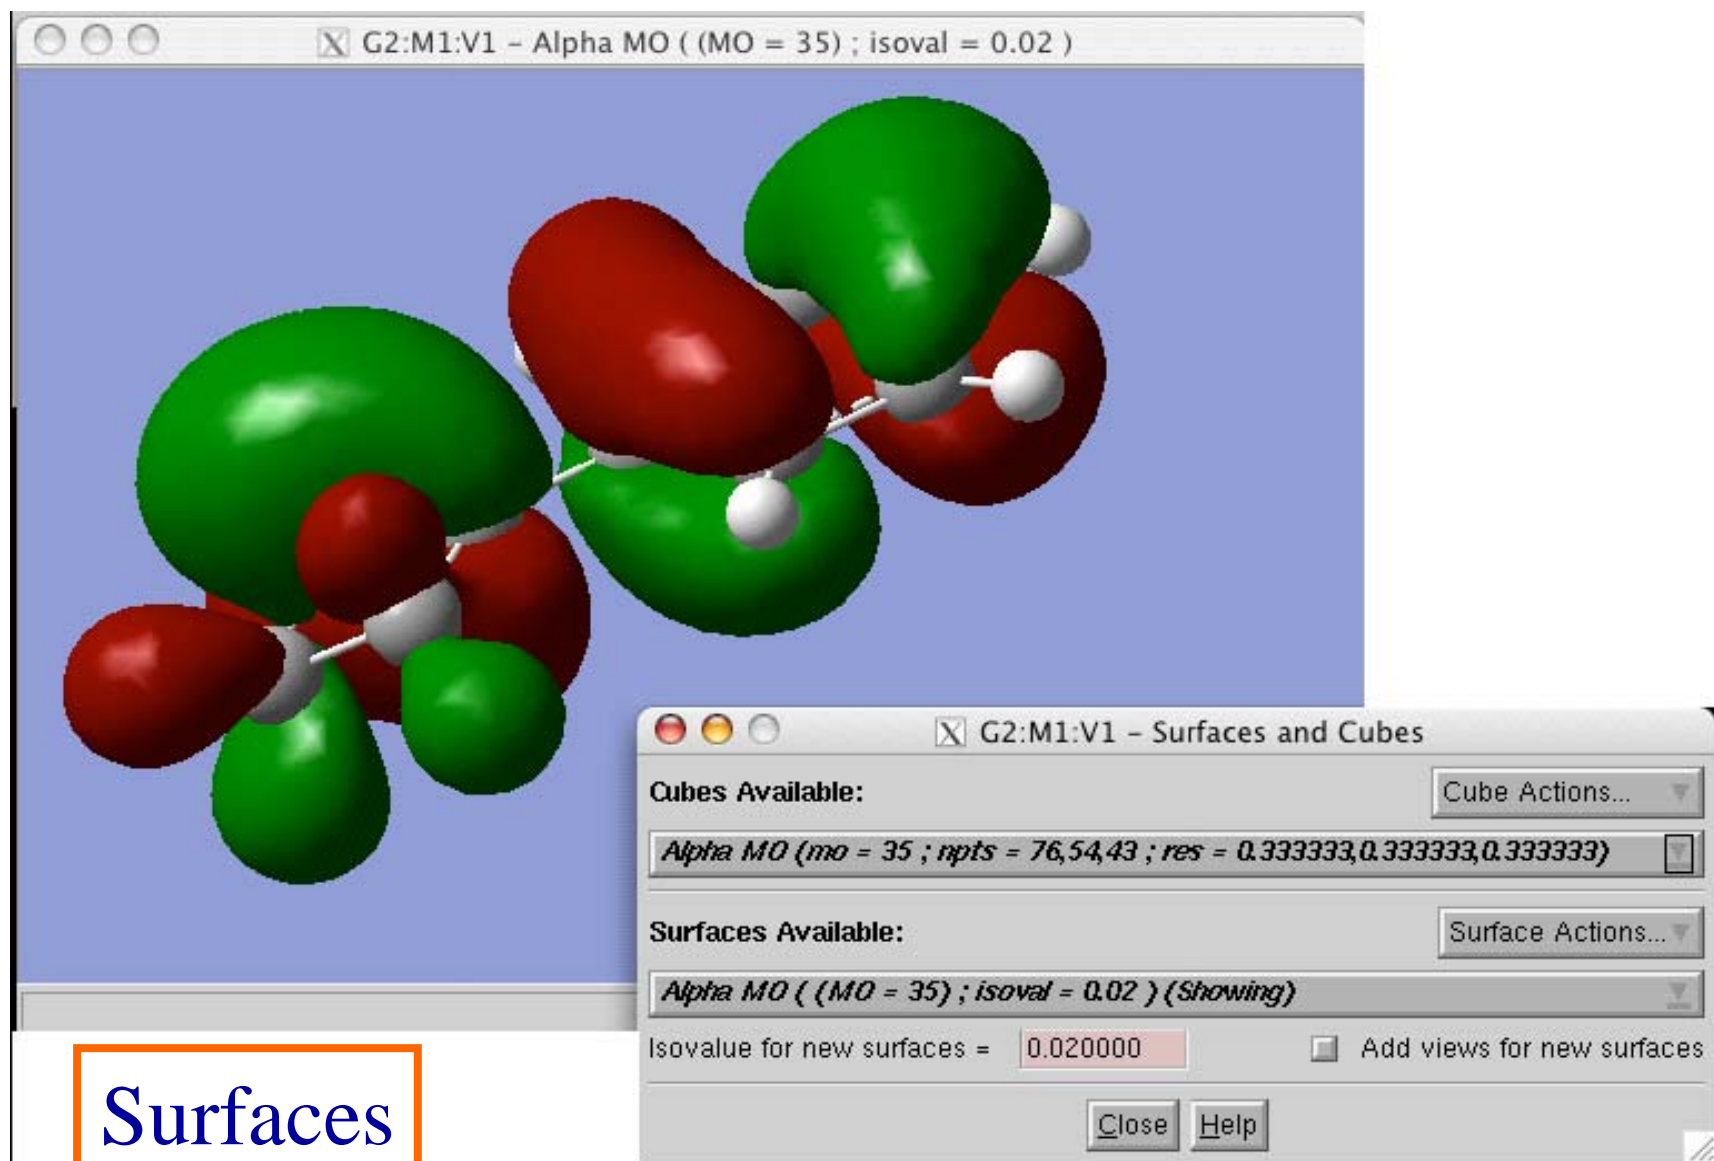 G2:M1:V1 – Alpha MO ( (MO = 35) ; isoval = 0.02 )
G2:M1:V1 – Surfaces and Cubes
Cubes Available:
Cube Actions...
Alpha MO (mo = 35 ; npts = 76,54,43 ; res = 0.333333,0.333333,0.333333)
Surfaces Available:
Surface Actions...
Alpha MO ( (MO = 35) ; isoval = 0.02 ) (Showing)
Isovalue for new surfaces = 0.020000 Add views for new surfaces
Close Help
Surfaces